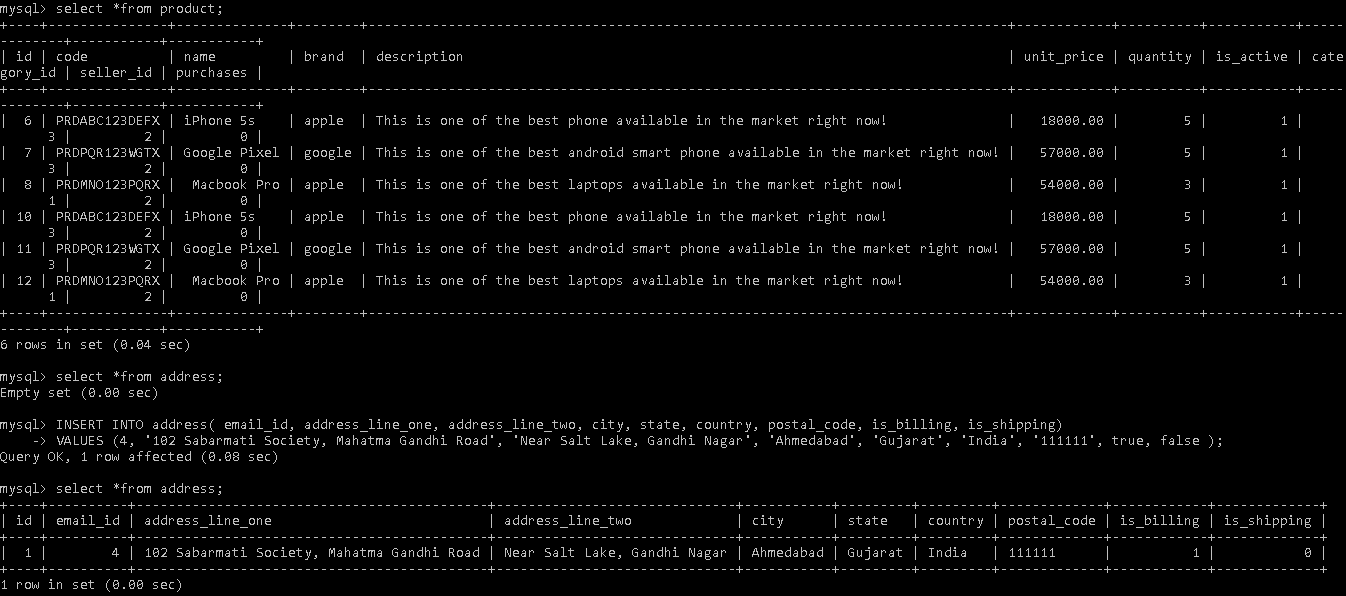 mysql> select *from product;
+----+--------------+--------------+--------+--------------------------------------------------------------------------------+------------+----------+-----------+-----
--------+-----------+-----------+
| id | code          | name         | brand  | description                                                                    | unit_price | quantity | is_active | cate
gory_id | seller_id | purchases |
+----+--------------+--------------+--------+--------------------------------------------------------------------------------+------------+----------+-----------+-----
--------+-----------+-----------+
|  6 | PRDABC123DEFX | iPhone 5s    | apple  | This is one of the best phone available in the market right now!               |   18000.00 |        5 |         1 |
      3 |         2 |         0 |
|  7 | PRDPQR123WGTX | Google Pixel | google | This is one of the best android smart phone available in the market right now! |   57000.00 |        5 |         1 |
      3 |         2 |         0 |
|  8 | PRDMNO123PQRX |  Macbook Pro | apple  | This is one of the best laptops available in the market right now!             |   54000.00 |        3 |         1 |
      1 |         2 |         0 |
| 10 | PRDABC123DEFX | iPhone 5s    | apple  | This is one of the best phone available in the market right now!               |   18000.00 |        5 |         1 |
      3 |         2 |         0 |
| 11 | PRDPQR123WGTX | Google Pixel | google | This is one of the best android smart phone available in the market right now! |   57000.00 |        5 |         1 |
      3 |         2 |         0 |
| 12 | PRDMNO123PQRX |  Macbook Pro | apple  | This is one of the best laptops available in the market right now!             |   54000.00 |        3 |         1 |
      1 |         2 |         0 |
+----+--------------+--------------+--------+--------------------------------------------------------------------------------+------------+----------+-----------+-----
--------+-----------+-----------+
6 rows in set (0.04 sec)
mysql> select *from address;
Empty set (0.00 sec)
mysql> INSERT INTO address( email_id, address_line_one, address_line_two, city, state, country, postal_code, is_billing, is_shipping)
    -> VALUES (4, '102 Sabarmati Society, Mahatma Gandhi Road', 'Near Salt Lake, Gandhi Nagar', 'Ahmedabad', 'Gujarat', 'India', '111111', true, false );
Query OK, 1 row affected (0.08 sec)
mysql> select *from address;
+----+----------+--------------------------------------------+------------------------------+-----------+---------+---------+-------------+------------+-------------+
| id | email_id | address_line_one                           | address_line_two             | city      | state   | country | postal_code | is_billing | is_shipping |
+----+----------+--------------------------------------------+------------------------------+-----------+---------+---------+-------------+------------+-------------+
|  1 |        4 | 102 Sabarmati Society, Mahatma Gandhi Road | Near Salt Lake, Gandhi Nagar | Ahmedabad | Gujarat | India   | 111111      |          1 |           0 |
+----+----------+--------------------------------------------+------------------------------+-----------+---------+---------+-------------+------------+-------------+
1 row in set (0.00 sec)